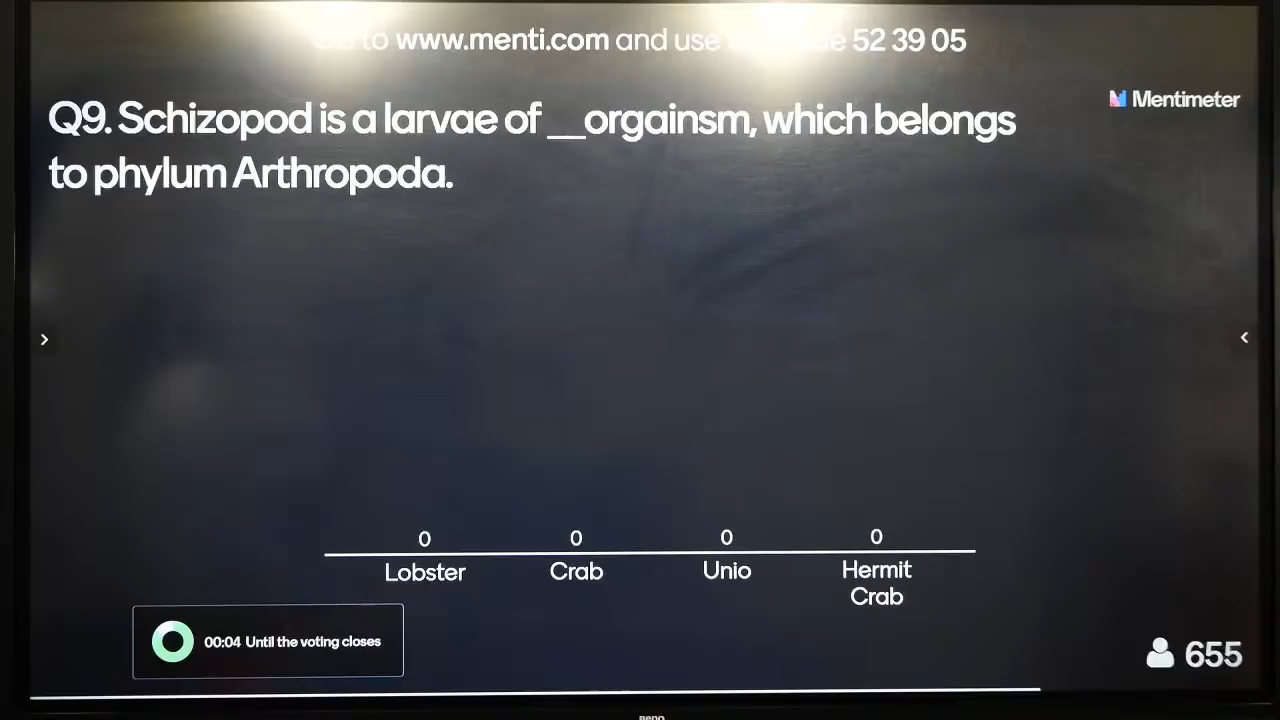 to www.menti.com and use 52 39 05
Mentimeter
Q9. Schizopod is a larvae of __orgainsm, which belongs
to phylum Arthropoda.
0 0 0 0
Lobster Crab Unio Hermit
Crab
00:04 Until the voting closes
655
BenQ